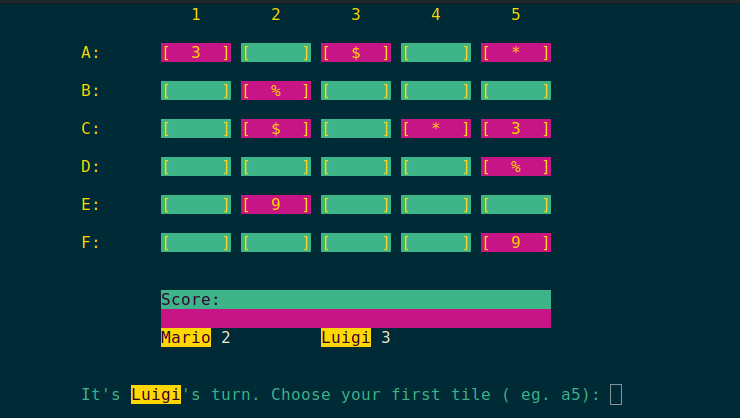 1 2 3 4 5
A: [ 3 ] [ ] [ $ ] [ ] [ * ]
B: [ ] [ % ] [ ] [ ] [ ]
C: [ ] [ $ ] [ ] [ * ] [ 3 ]
D: [ ] [ ] [ ] [ ] [ % ]
E: [ ] [ 9 ] [ ] [ ] [ ]
F: [ ] [ ] [ ] [ ] [ 9 ]
Score:
Mario 2 Luigi 3
It's Luigi's turn. Choose your first tile ( eg. a5):